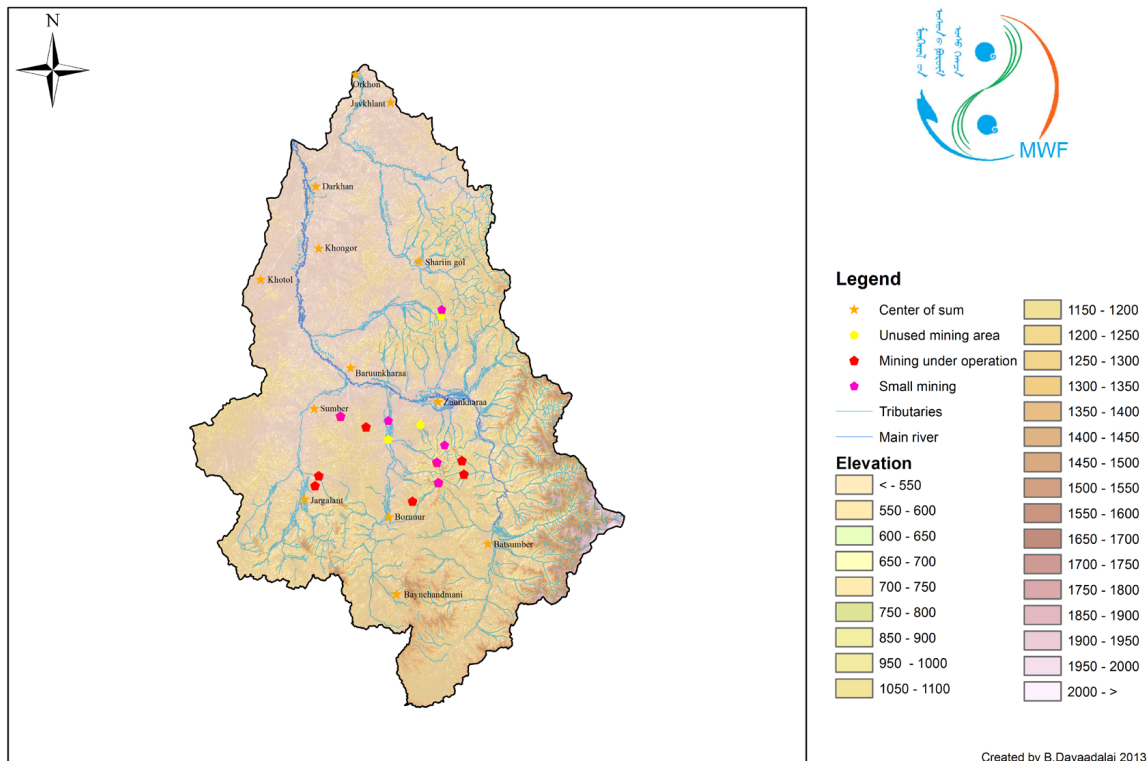 N
Orkhon
Javkhlant
Darkhan
Khongor
Shariin gol
Khotol
Baruunkharaa
Zuunkharaa
Sumber
Jargalant
Bornuur
Batsumber
Baynchandmani
MWF
Legend
Center of sum
Unused mining area
Mining under operation
Small mining
Tributaries
Main river
Elevation
< - 550
550 - 600
600 - 650
650 - 700
700 - 750
750 - 800
850 - 900
950 - 1000
1050 - 1100
1150 - 1200
1200 - 1250
1250 - 1300
1300 - 1350
1350 - 1400
1400 - 1450
1450 - 1500
1500 - 1550
1550 - 1600
1650 - 1700
1700 - 1750
1750 - 1800
1850 - 1900
1900 - 1950
1950 - 2000
2000 - >
Created by B.Davaadalai 2013